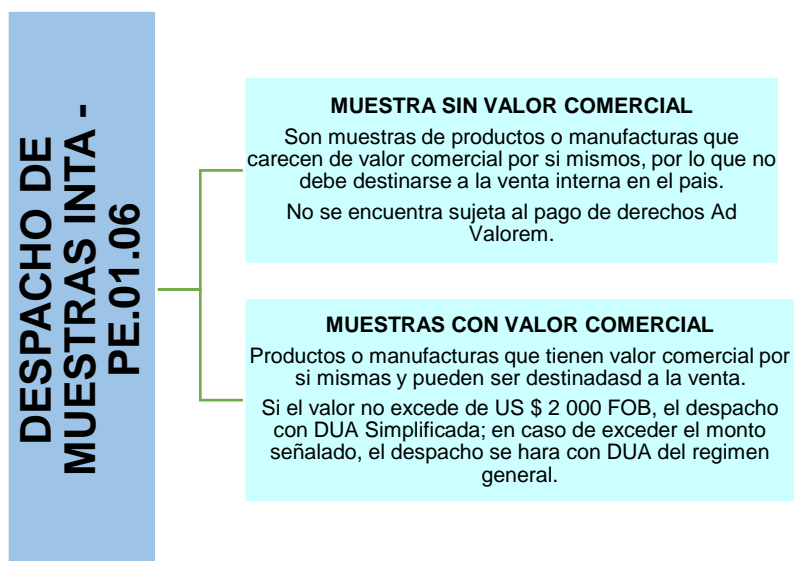 DESPACHO DE
MUESTRAS INTA -
PE.01.06
MUESTRA SIN VALOR COMERCIAL
Son muestras de productos o manufacturas que
carecen de valor comercial por si mismos, por lo que no
debe destinarse a la venta interna en el pais.
No se encuentra sujeta al pago de derechos Ad
Valorem.
MUESTRAS CON VALOR COMERCIAL
Productos o manufacturas que tienen valor comercial por
si mismas y pueden ser destinadasd a la venta.
Si el valor no excede de US $ 2 000 FOB, el despacho
con DUA Simplificada; en caso de exceder el monto
señalado, el despacho se hara con DUA del regimen
general.